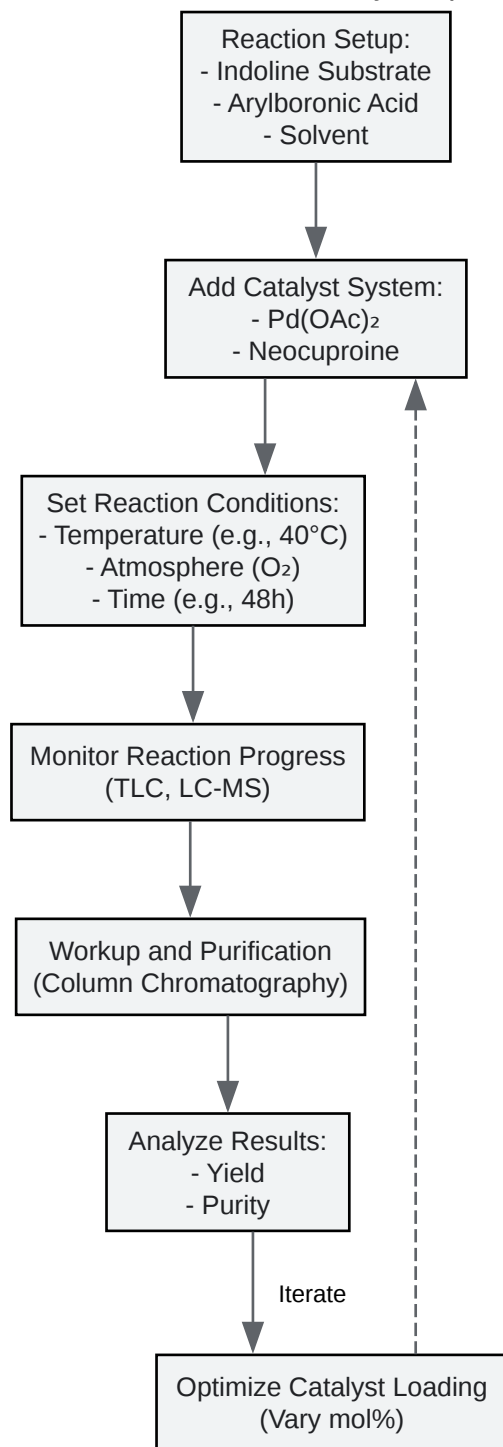 Reaction Setup:
- Indoline Substrate
- Arylboronic Acid
- Solvent
Add Catalyst System:
- Pd(OAc)₂
- Neocuproine
Set Reaction Conditions:
- Temperature (e.g., 40°C)
- Atmosphere (O₂)
- Time (e.g., 48h)
Monitor Reaction Progress
(TLC, LC-MS)
Workup and Purification
(Column Chromatography)
Analyze Results:
- Yield
- Purity
Iterate
Optimize Catalyst Loading
(Vary mol%)